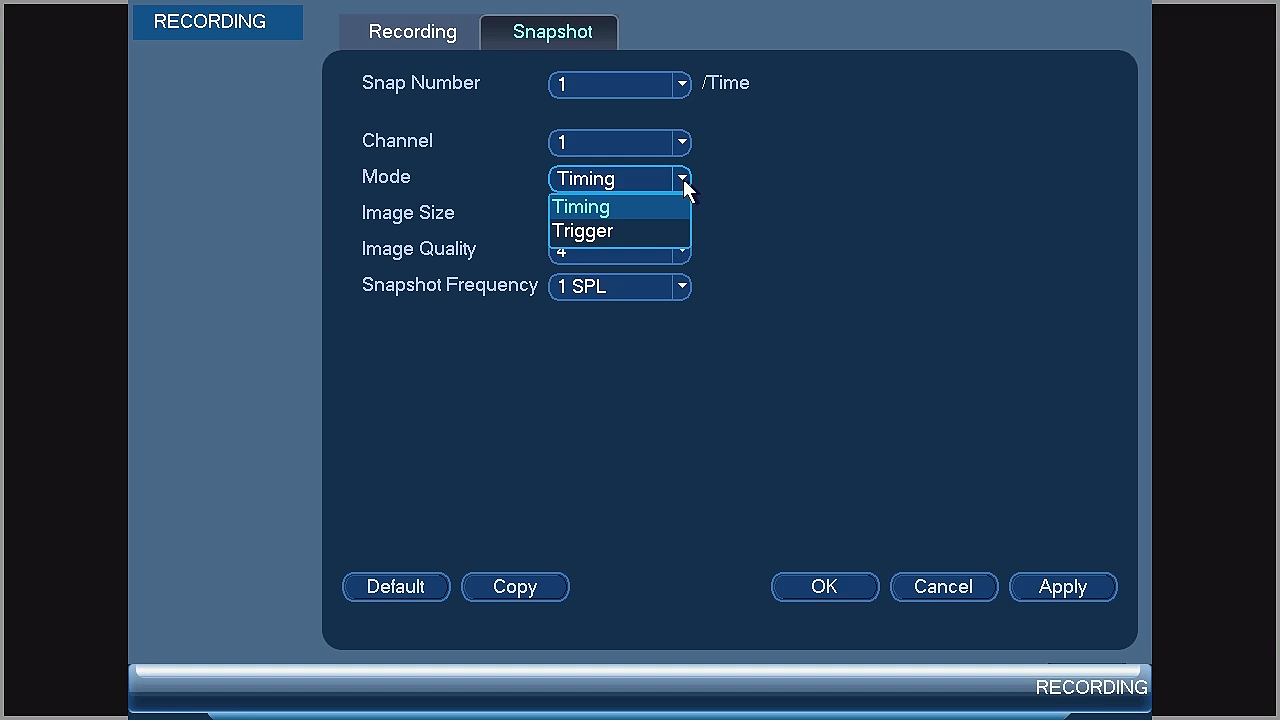 RECORDING
Recording Snapshot
Snap Number 1 /Time
Channel 1
Mode Timing
Timing
Image Size
Trigger
Image Quality 4
Snapshot Frequency 1 SPL
Default Copy OK Cancel Apply
RECORDING